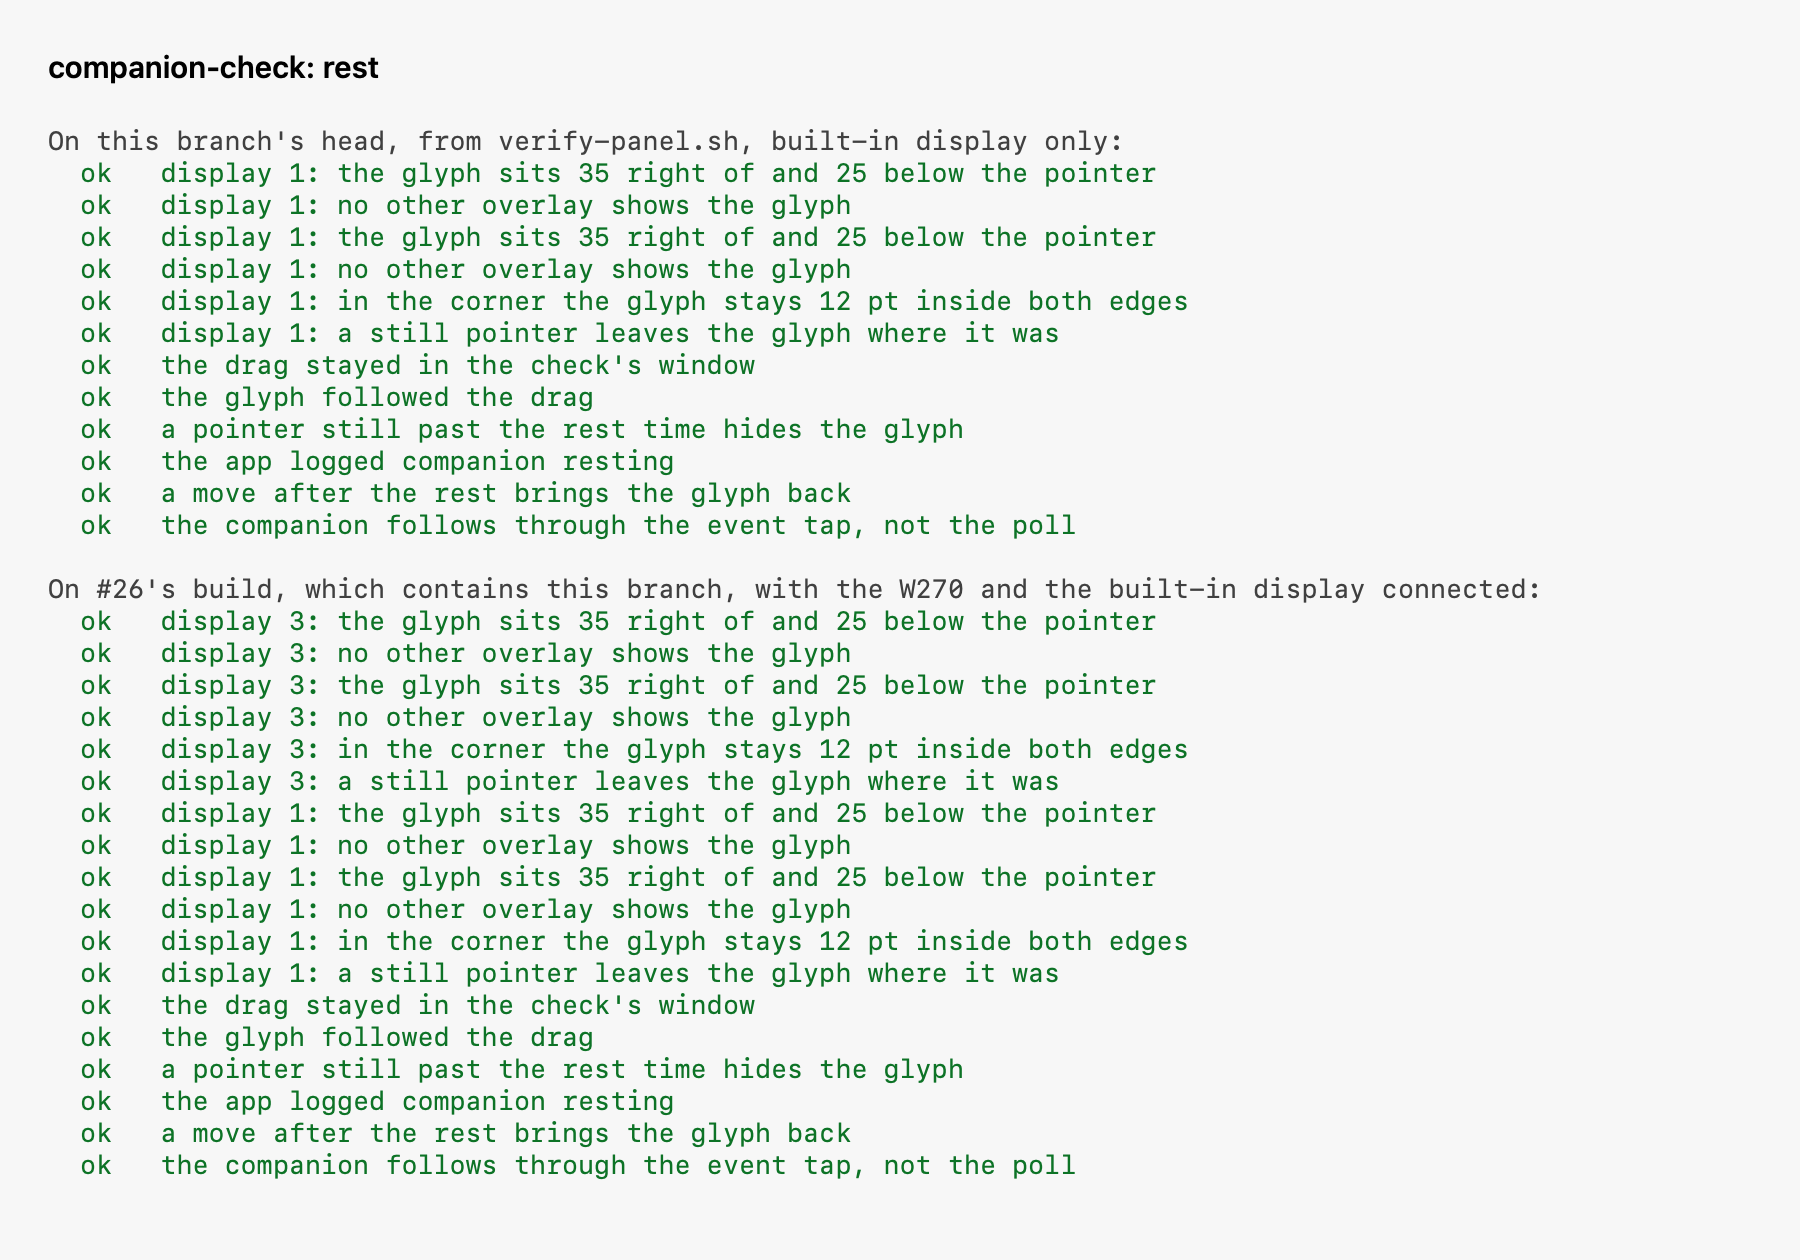 companion-check: rest
On this branch's head, from verify-panel.sh, built-in display only:
ok display 1: the glyph sits 35 right of and 25 below the pointer
ok display 1: no other overlay shows the glyph
ok display 1: the glyph sits 35 right of and 25 below the pointer
ok display 1: no other overlay shows the glyph
ok display 1: in the corner the glyph stays 12 pt inside both edges
ok display 1: a still pointer leaves the glyph where it was
ok the drag stayed in the check's window
ok the glyph followed the drag
ok a pointer still past the rest time hides the glyph
ok the app logged companion resting
ok a move after the rest brings the glyph back
ok the companion follows through the event tap, not the poll
On #26's build, which contains this branch, with the W270 and the built-in display connected:
ok display 3: the glyph sits 35 right of and 25 below the pointer
ok display 3: no other overlay shows the glyph
ok display 3: the glyph sits 35 right of and 25 below the pointer
ok display 3: no other overlay shows the glyph
ok display 3: in the corner the glyph stays 12 pt inside both edges
ok display 3: a still pointer leaves the glyph where it was
ok display 1: the glyph sits 35 right of and 25 below the pointer
ok display 1: no other overlay shows the glyph
ok display 1: the glyph sits 35 right of and 25 below the pointer
ok display 1: no other overlay shows the glyph
ok display 1: in the corner the glyph stays 12 pt inside both edges
ok display 1: a still pointer leaves the glyph where it was
ok the drag stayed in the check's window
ok the glyph followed the drag
ok a pointer still past the rest time hides the glyph
ok the app logged companion resting
ok a move after the rest brings the glyph back
ok the companion follows through the event tap, not the poll